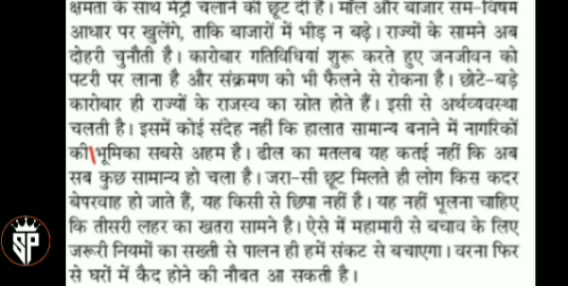 क्षमता के साथ मेट्रो चलाने की छूट दी है। मॉल और बाजार सम-विषम
आधार पर खुलेंगे, ताकि बाजारों में भीड़ न बढ़े। राज्यों के सामने अब
दोहरी चुनौती है। कारोबार गतिविधियां शुरू करते हुए जनजीवन को
पटरी पर लाना है और संक्रमण को भी फैलने से रोकना है। छोटे-बड़े
कारोबार ही राज्यों के राजस्व का स्रोत होते हैं। इसी से अर्थव्यवस्था
चलती है। इसमें कोई संदेह नहीं कि हालात सामान्य बनाने में नागरिकों
की भूमिका सबसे अहम है। ढील का मतलब यह कतई नहीं कि अब
सब कुछ सामान्य हो चला है। जरा-सी छूट मिलते ही लोग किस कदर
बेपरवाह हो जाते हैं, यह किसी से छिपा नहीं है। यह नहीं भूलना चाहिए
कि तीसरी लहर का खतरा सामने है। ऐसे में महामारी से बचाव के लिए
जरूरी नियमों का सख्ती से पालन ही हमें संकट से बचाएगा। वरना फिर
से घरों में कैद होने की नौबत आ सकती है।
SP